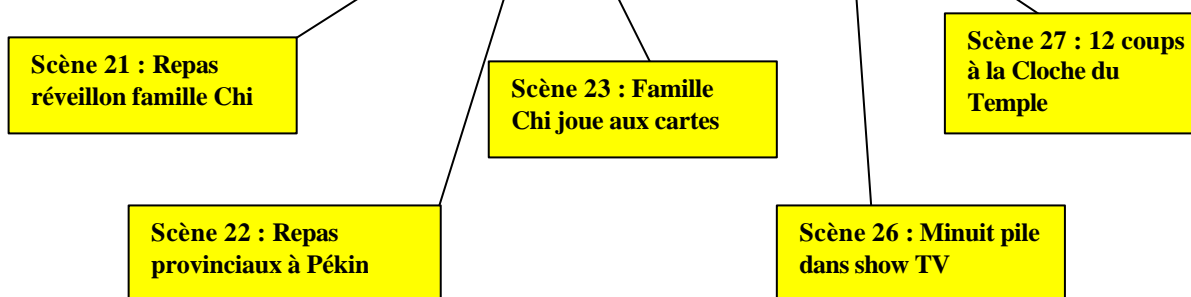 Scène 21 : Repas
réveillon famille Chi
Scène 22 : Repas
provinciaux à Pékin
Scène 23 : Famille
Chi joue aux cartes
Scène 26 : Minuit pile
dans show TV
Scène 27 : 12 coups
à la Cloche du
Temple